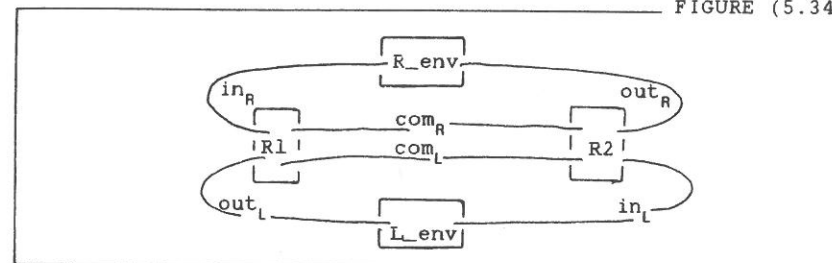 FIGURE (5.34
R_env
in_R out_R
com_R
R1 com_L R2
out_L in_L
L_env